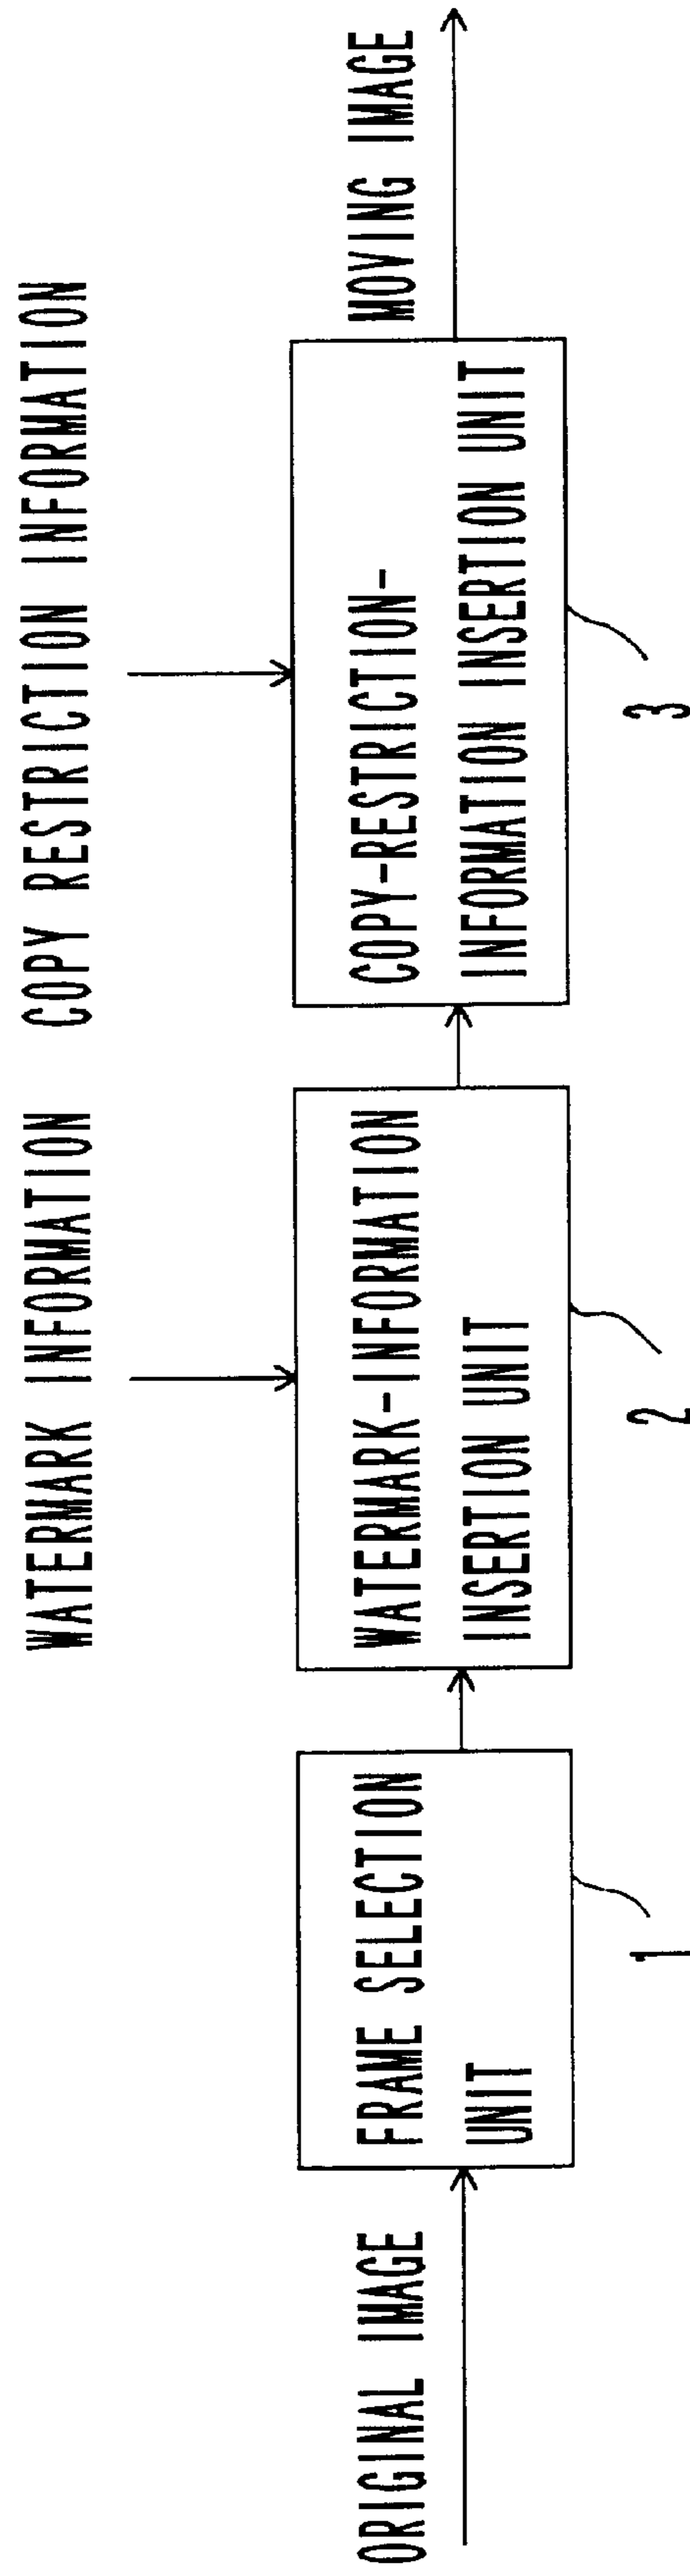 WATERMARK INFORMATION
COPY RESTRICTION INFORMATION
ORIGINAL IMAGE
FRAME SELECTION
UNIT
WATERMARK-INFORMATION
INSERTION UNIT
COPY-RESTRICTION-
INFORMATION INSERTION UNIT
MOVING IMAGE
1
2
3